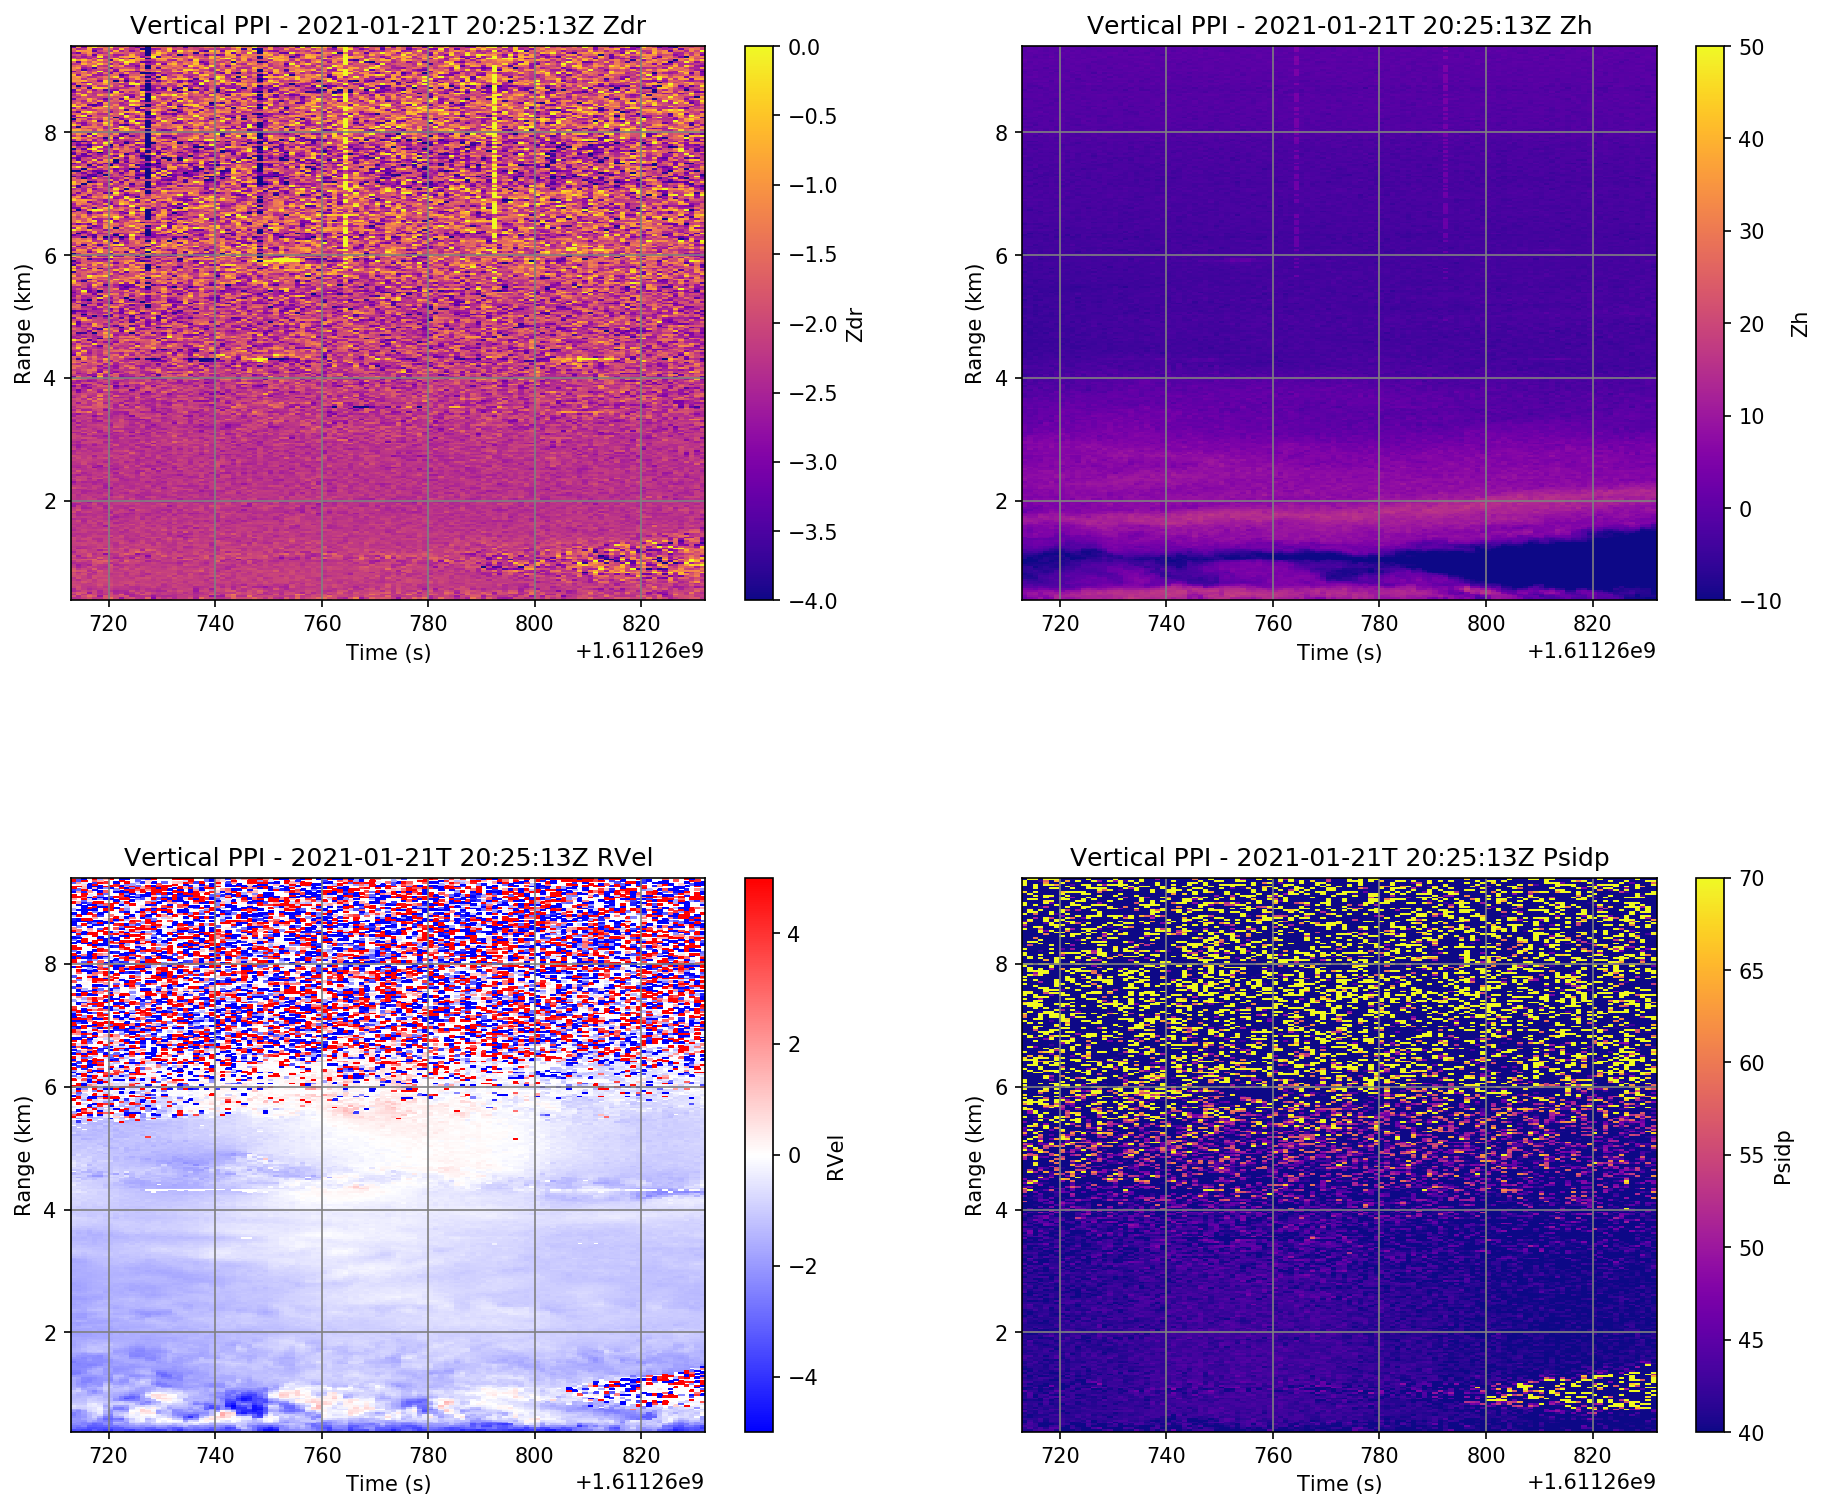 Vertical PPI - 2021-01-21T 20:25:13Z Zdr
Range (km)
8
6
4
2
720 740 760 780 800 820
Time (s)
+1.61126e9
0.0
−0.5
−1.0
−1.5
−2.0
−2.5
−3.0
−3.5
−4.0
Zdr
Vertical PPI - 2021-01-21T 20:25:13Z Zh
Range (km)
8
6
4
2
720 740 760 780 800 820
Time (s)
+1.61126e9
50
40
30
20
10
0
−10
Zh
Vertical PPI - 2021-01-21T 20:25:13Z RVel
Range (km)
8
6
4
2
720 740 760 780 800 820
Time (s)
+1.61126e9
4
2
0
−2
−4
RVel
Vertical PPI - 2021-01-21T 20:25:13Z Psidp
Range (km)
8
6
4
2
720 740 760 780 800 820
Time (s)
+1.61126e9
70
65
60
55
50
45
40
Psidp